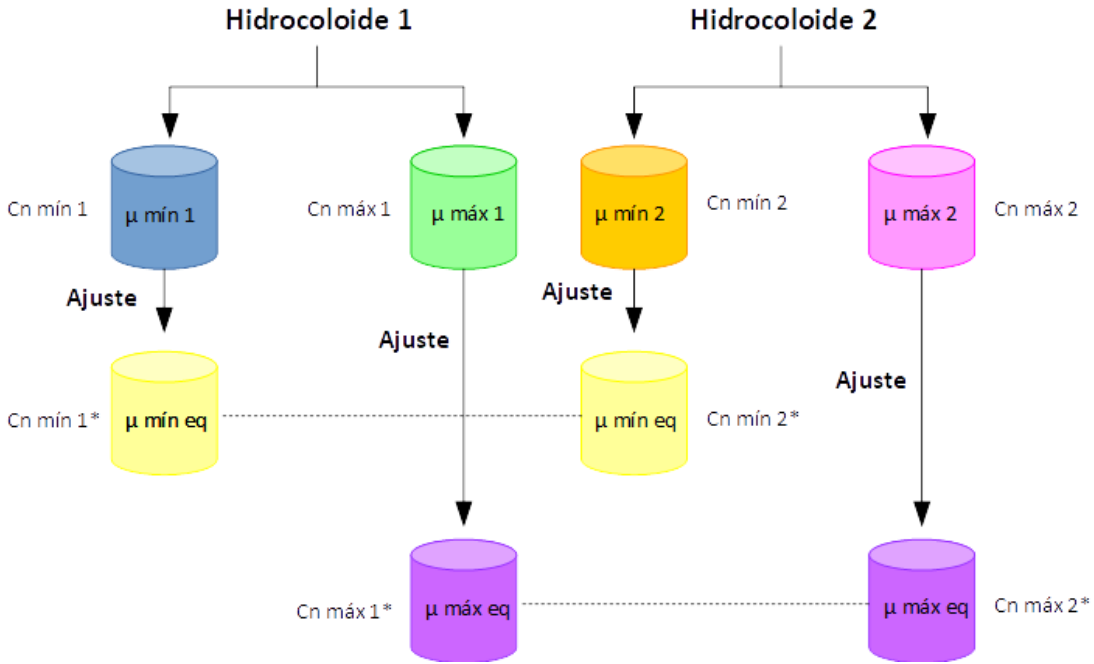 Hidrocoloide 1
Hidrocoloide 2
Cn mín 1
μ mín 1
Cn máx 1
μ máx 1
μ mín 2
Cn mín 2
μ máx 2
Cn máx 2
Ajuste
Ajuste
Ajuste
Ajuste
Cn mín 1*
μ mín eq
μ mín eq
Cn mín 2*
Cn máx 1*
μ máx eq
μ máx eq
Cn máx 2*